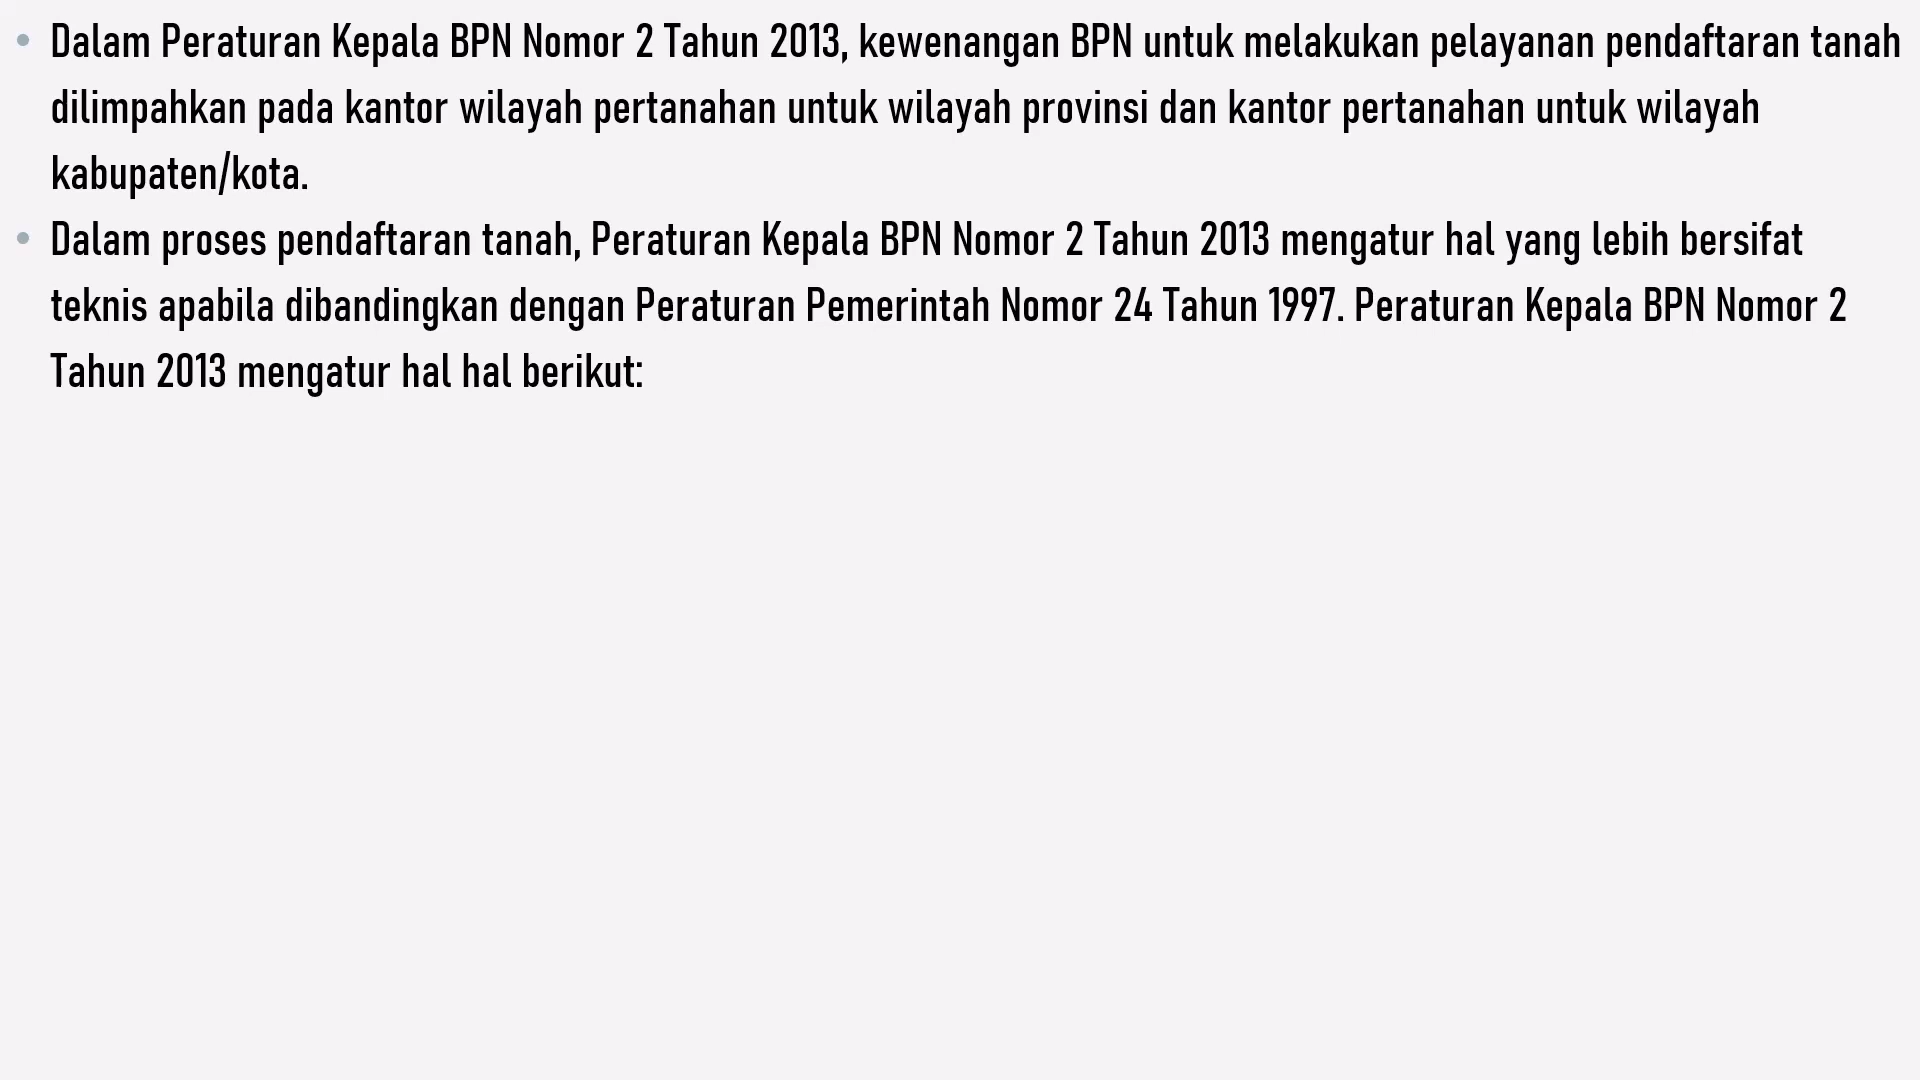 • Dalam Peraturan Kepala BPN Nomor 2 Tahun 2013, kewenangan BPN untuk melakukan pelayanan pendaftaran tanah
dilimpahkan pada kantor wilayah pertanahan untuk wilayah provinsi dan kantor pertanahan untuk wilayah
kabupaten/kota.
• Dalam proses pendaftaran tanah, Peraturan Kepala BPN Nomor 2 Tahun 2013 mengatur hal yang lebih bersifat
teknis apabila dibandingkan dengan Peraturan Pemerintah Nomor 24 Tahun 1997. Peraturan Kepala BPN Nomor 2
Tahun 2013 mengatur hal hal berikut: